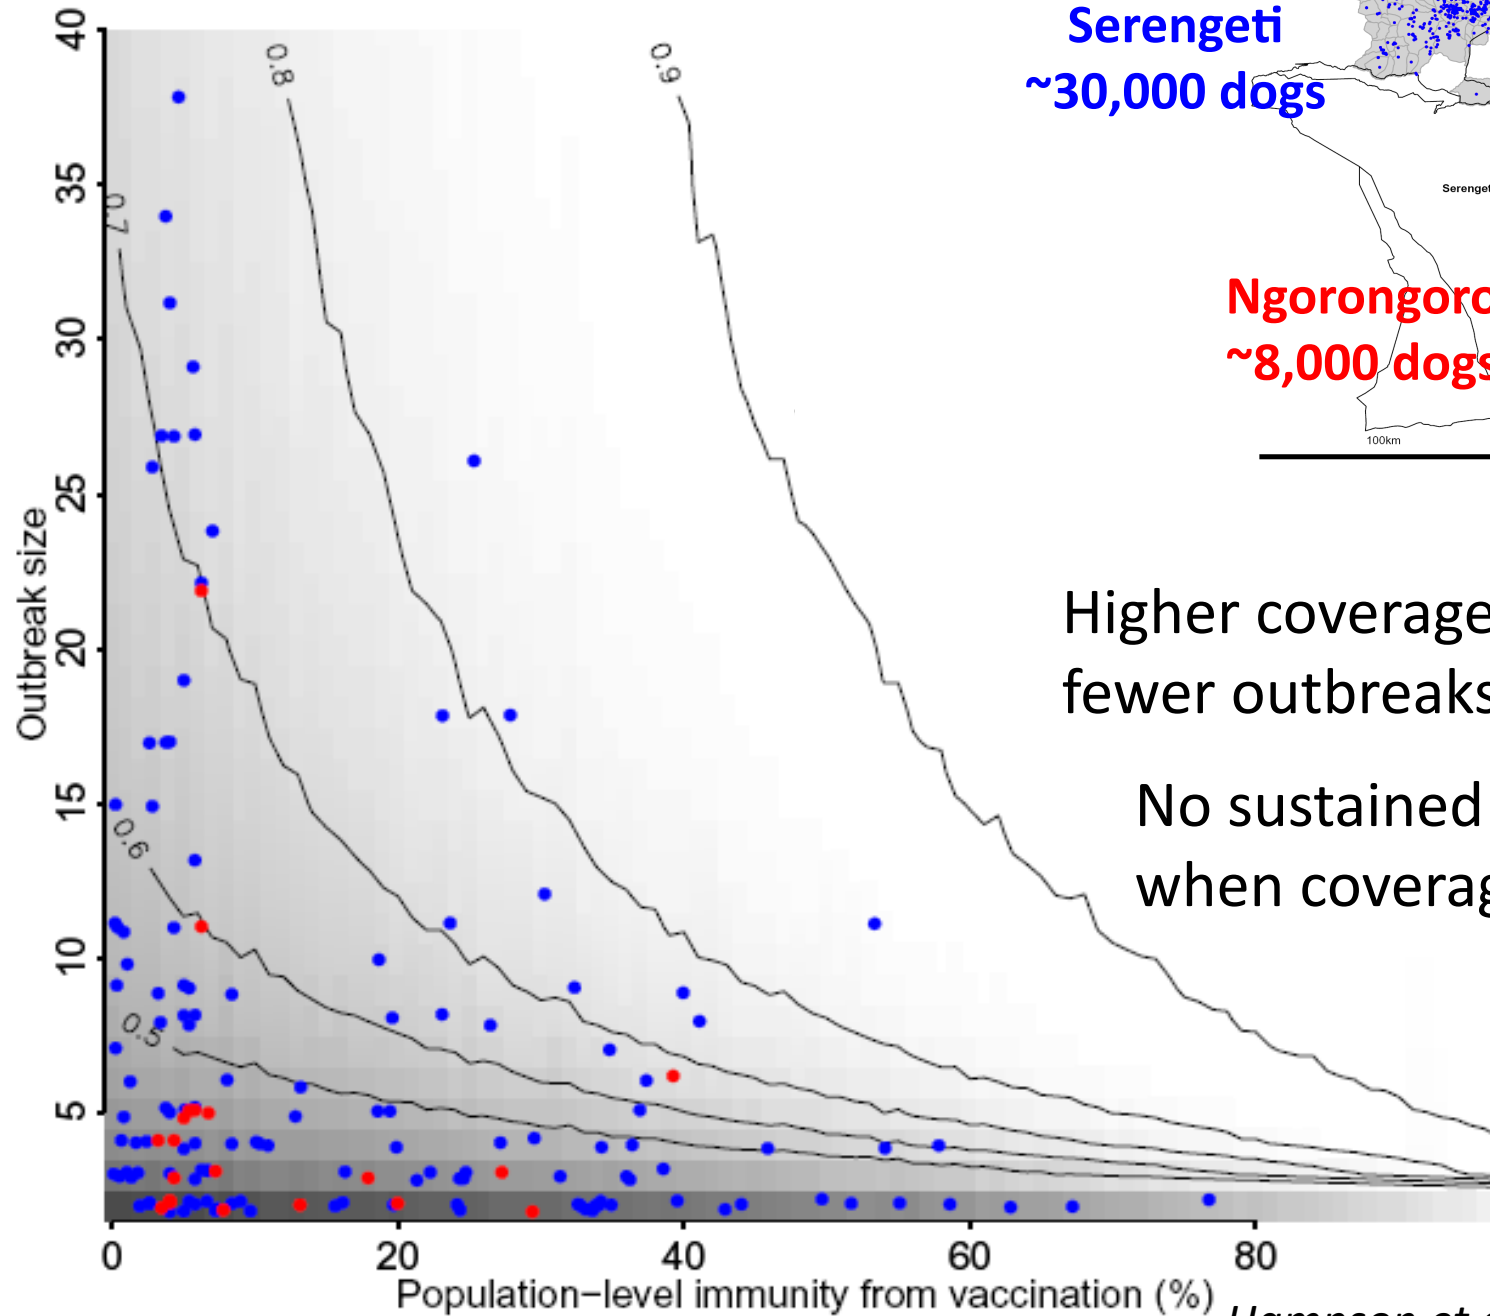 Serengeti
~30,000 dogs
Serenget
Ngorongoro
~8,000 dogs
100km
Higher coverage
fewer outbreaks
No sustained
when coverag
Outbreak size
40
35
30
25
20
15
10
5
0.8
0.9
0.7
0.6
0.5
0 20 40 60 80
Population-level immunity from vaccination (%)